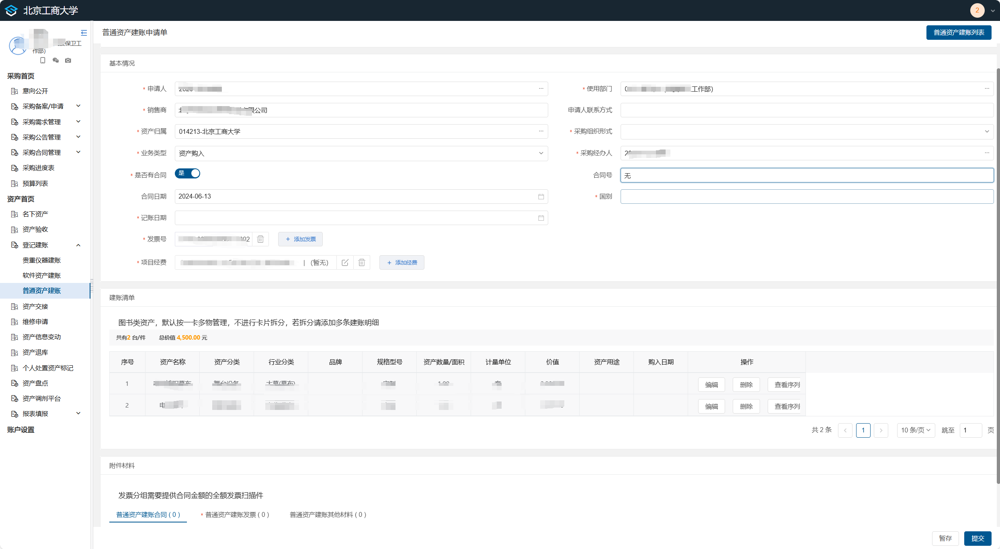 北京工商大学
2
保卫工
作部)
采购首页
意向公开
采购备案/申请
采购需求管理
采购公告管理
采购合同管理
采购进度表
预算列表
资产首页
名下资产
资产验收
登记建账
贵重仪器建账
软件资产建账
普通资产建账
资产交接
维修申请
资产信息变动
资产退库
个人处置资产标记
资产盘点
资产调剂平台
报表填报
账户设置
普通资产建账申请单
普通资产建账列表
基本情况
* 申请人
* 使用部门 工作部)
* 销售商 限公司
申请人联系方式
* 资产归属 014213-北京工商大学
* 采购组织形式
* 业务类型 资产购入
* 采购经办人
* 是否有合同 是
合同号 无
合同日期 2024-06-13
* 国别
* 记账日期
* 发票号 02 + 添加发票
* 项目经费 | (暂无) + 添加经费
建账清单
图书类资产，默认按一卡多物管理，不进行卡片拆分，若拆分请添加多条建账明细
共有2 台/件 总价值 4,500.00 元
序号 资产名称 资产分类 行业分类 品牌 规格型号 资产数量/面积 计量单位 价值 资产用途 购入日期 操作
1 编辑 删除 查看序列
2 电 编辑 删除 查看序列
共 2 条 < 1 > 10 条/页 跳至 1 页
附件材料
发票分组需要提供合同金额的全额发票扫描件
普通资产建账合同 ( 0 ) * 普通资产建账发票 ( 0 ) 普通资产建账其他材料 ( 0 )
暂存 提交